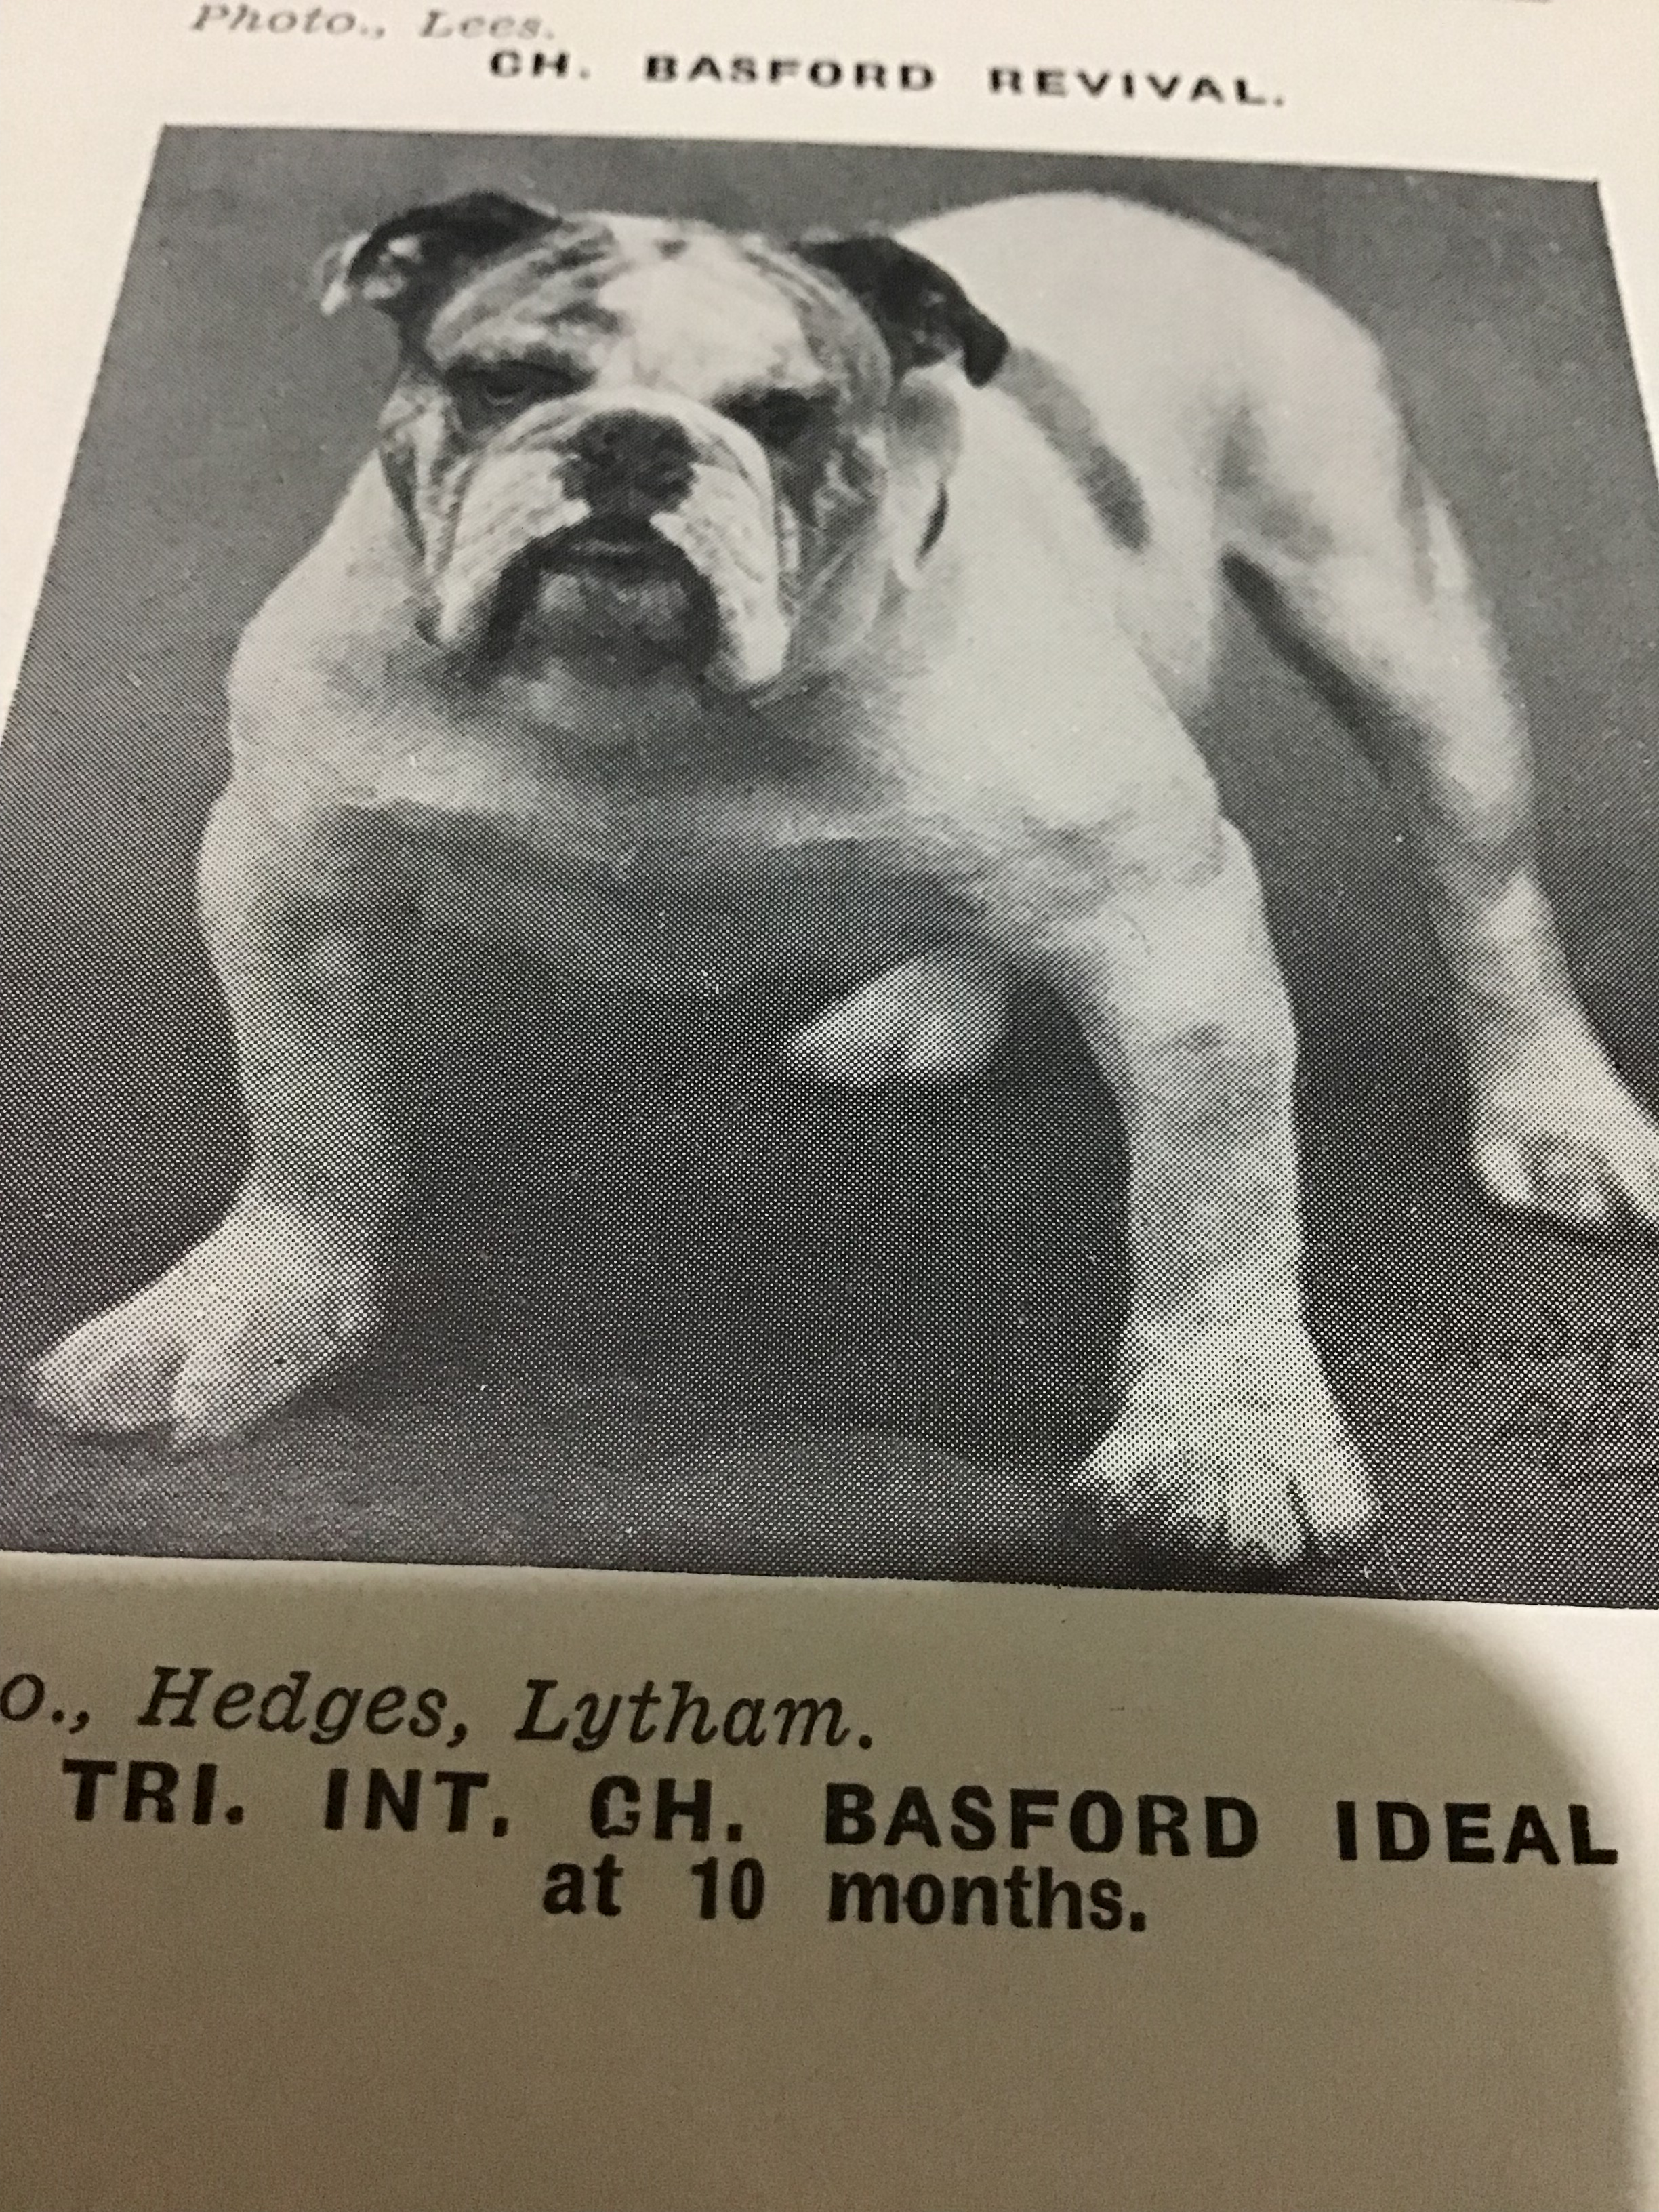 Photo., Lees.
CH. BASFORD REVIVAL.
o., Hedges, Lytham.
TRI. INT. CH. BASFORD IDEAL
at 10 months.